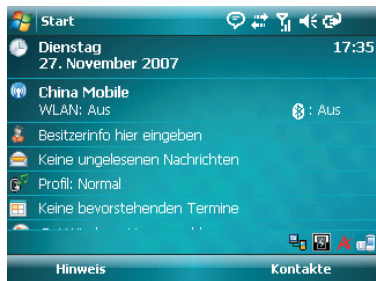 Start
Dienstag 17:35
27. November 2007
China Mobile
WLAN: Aus : Aus
Besitzerinfo hier eingeben
Keine ungelesenen Nachrichten
Profil: Normal
Keine bevorstehenden Termine
Hinweis Kontakte